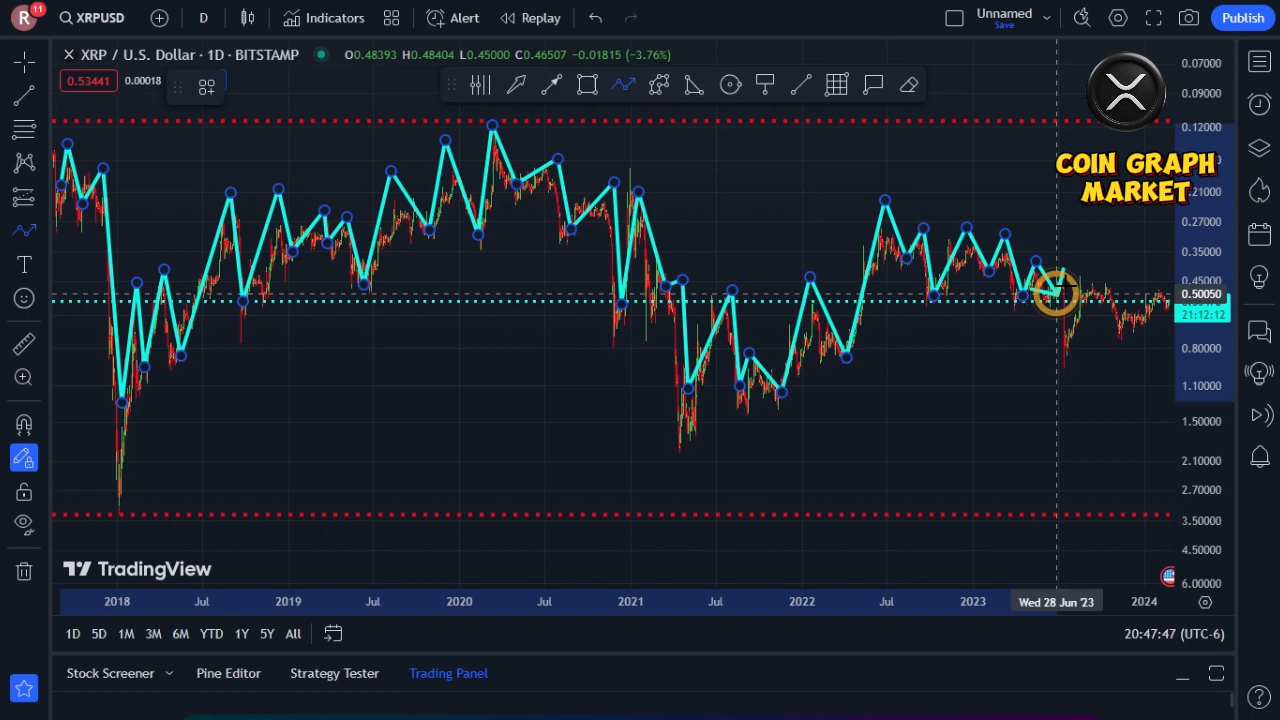 R 11 XRPUSD D Indicators Alert Replay Unnamed Save Publish
XRP / U.S. Dollar · 1D · BITSTAMP O0.48393 H0.48404 L0.45000 C0.46507 -0.01815 (-3.76%)
0.53441 0.00018
0.07000
0.09000
0.12000
COIN GRAPH
MARKET
0.27000
0.35000
0.45000
0.50050
21:12:12
0.80000
1.10000
1.50000
2.10000
2.70000
3.50000
4.50000
6.00000
TradingView
2018 Jul 2019 Jul 2020 Jul 2021 Jul 2022 Jul 2023 Wed 28 Jun '23 2024
1D 5D 1M 3M 6M YTD 1Y 5Y All 20:47:47 (UTC-6)
Stock Screener Pine Editor Strategy Tester Trading Panel